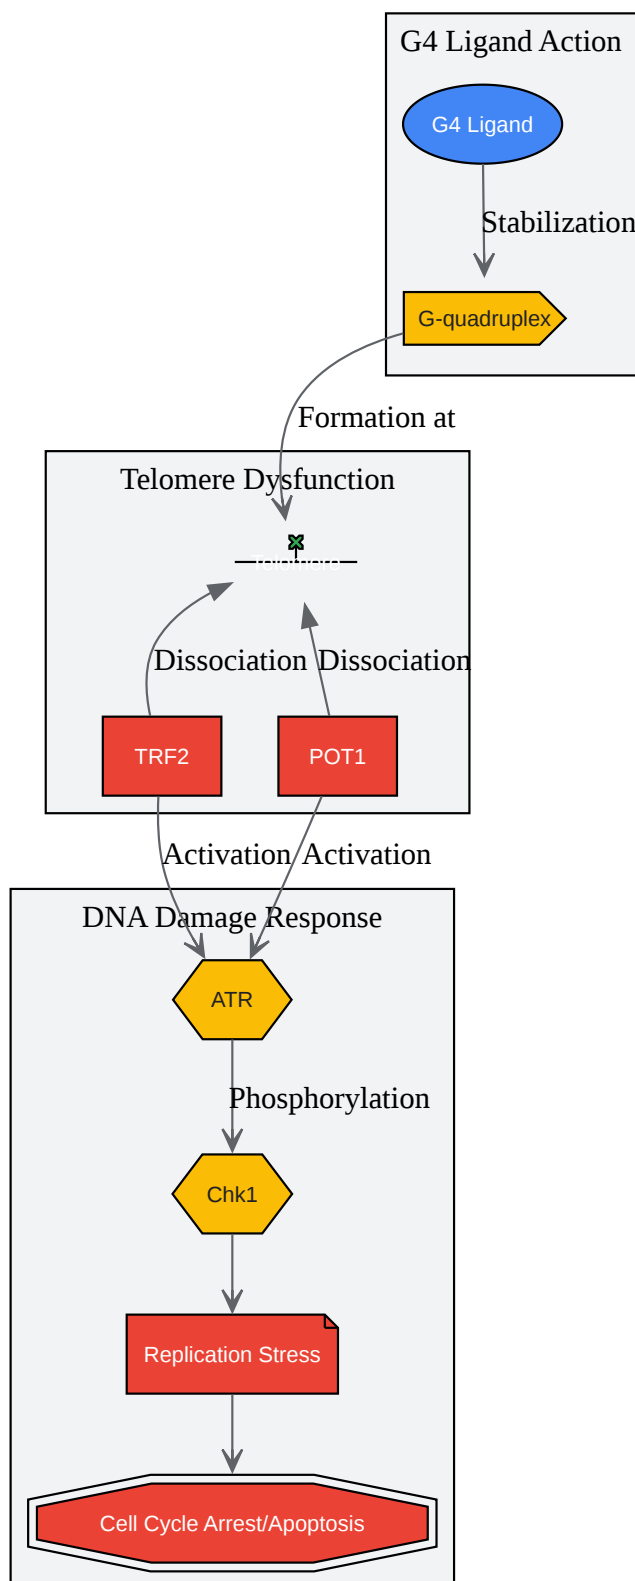 G4 Ligand Action
G4 Ligand
Stabilization
G-quadruplex
Formation at
Telomere Dysfunction
Telomere
Dissociation Dissociation
TRF2 POT1
Activation Activation
DNA Damage Response
ATR
Phosphorylation
Chk1
Replication Stress
Cell Cycle Arrest/Apoptosis